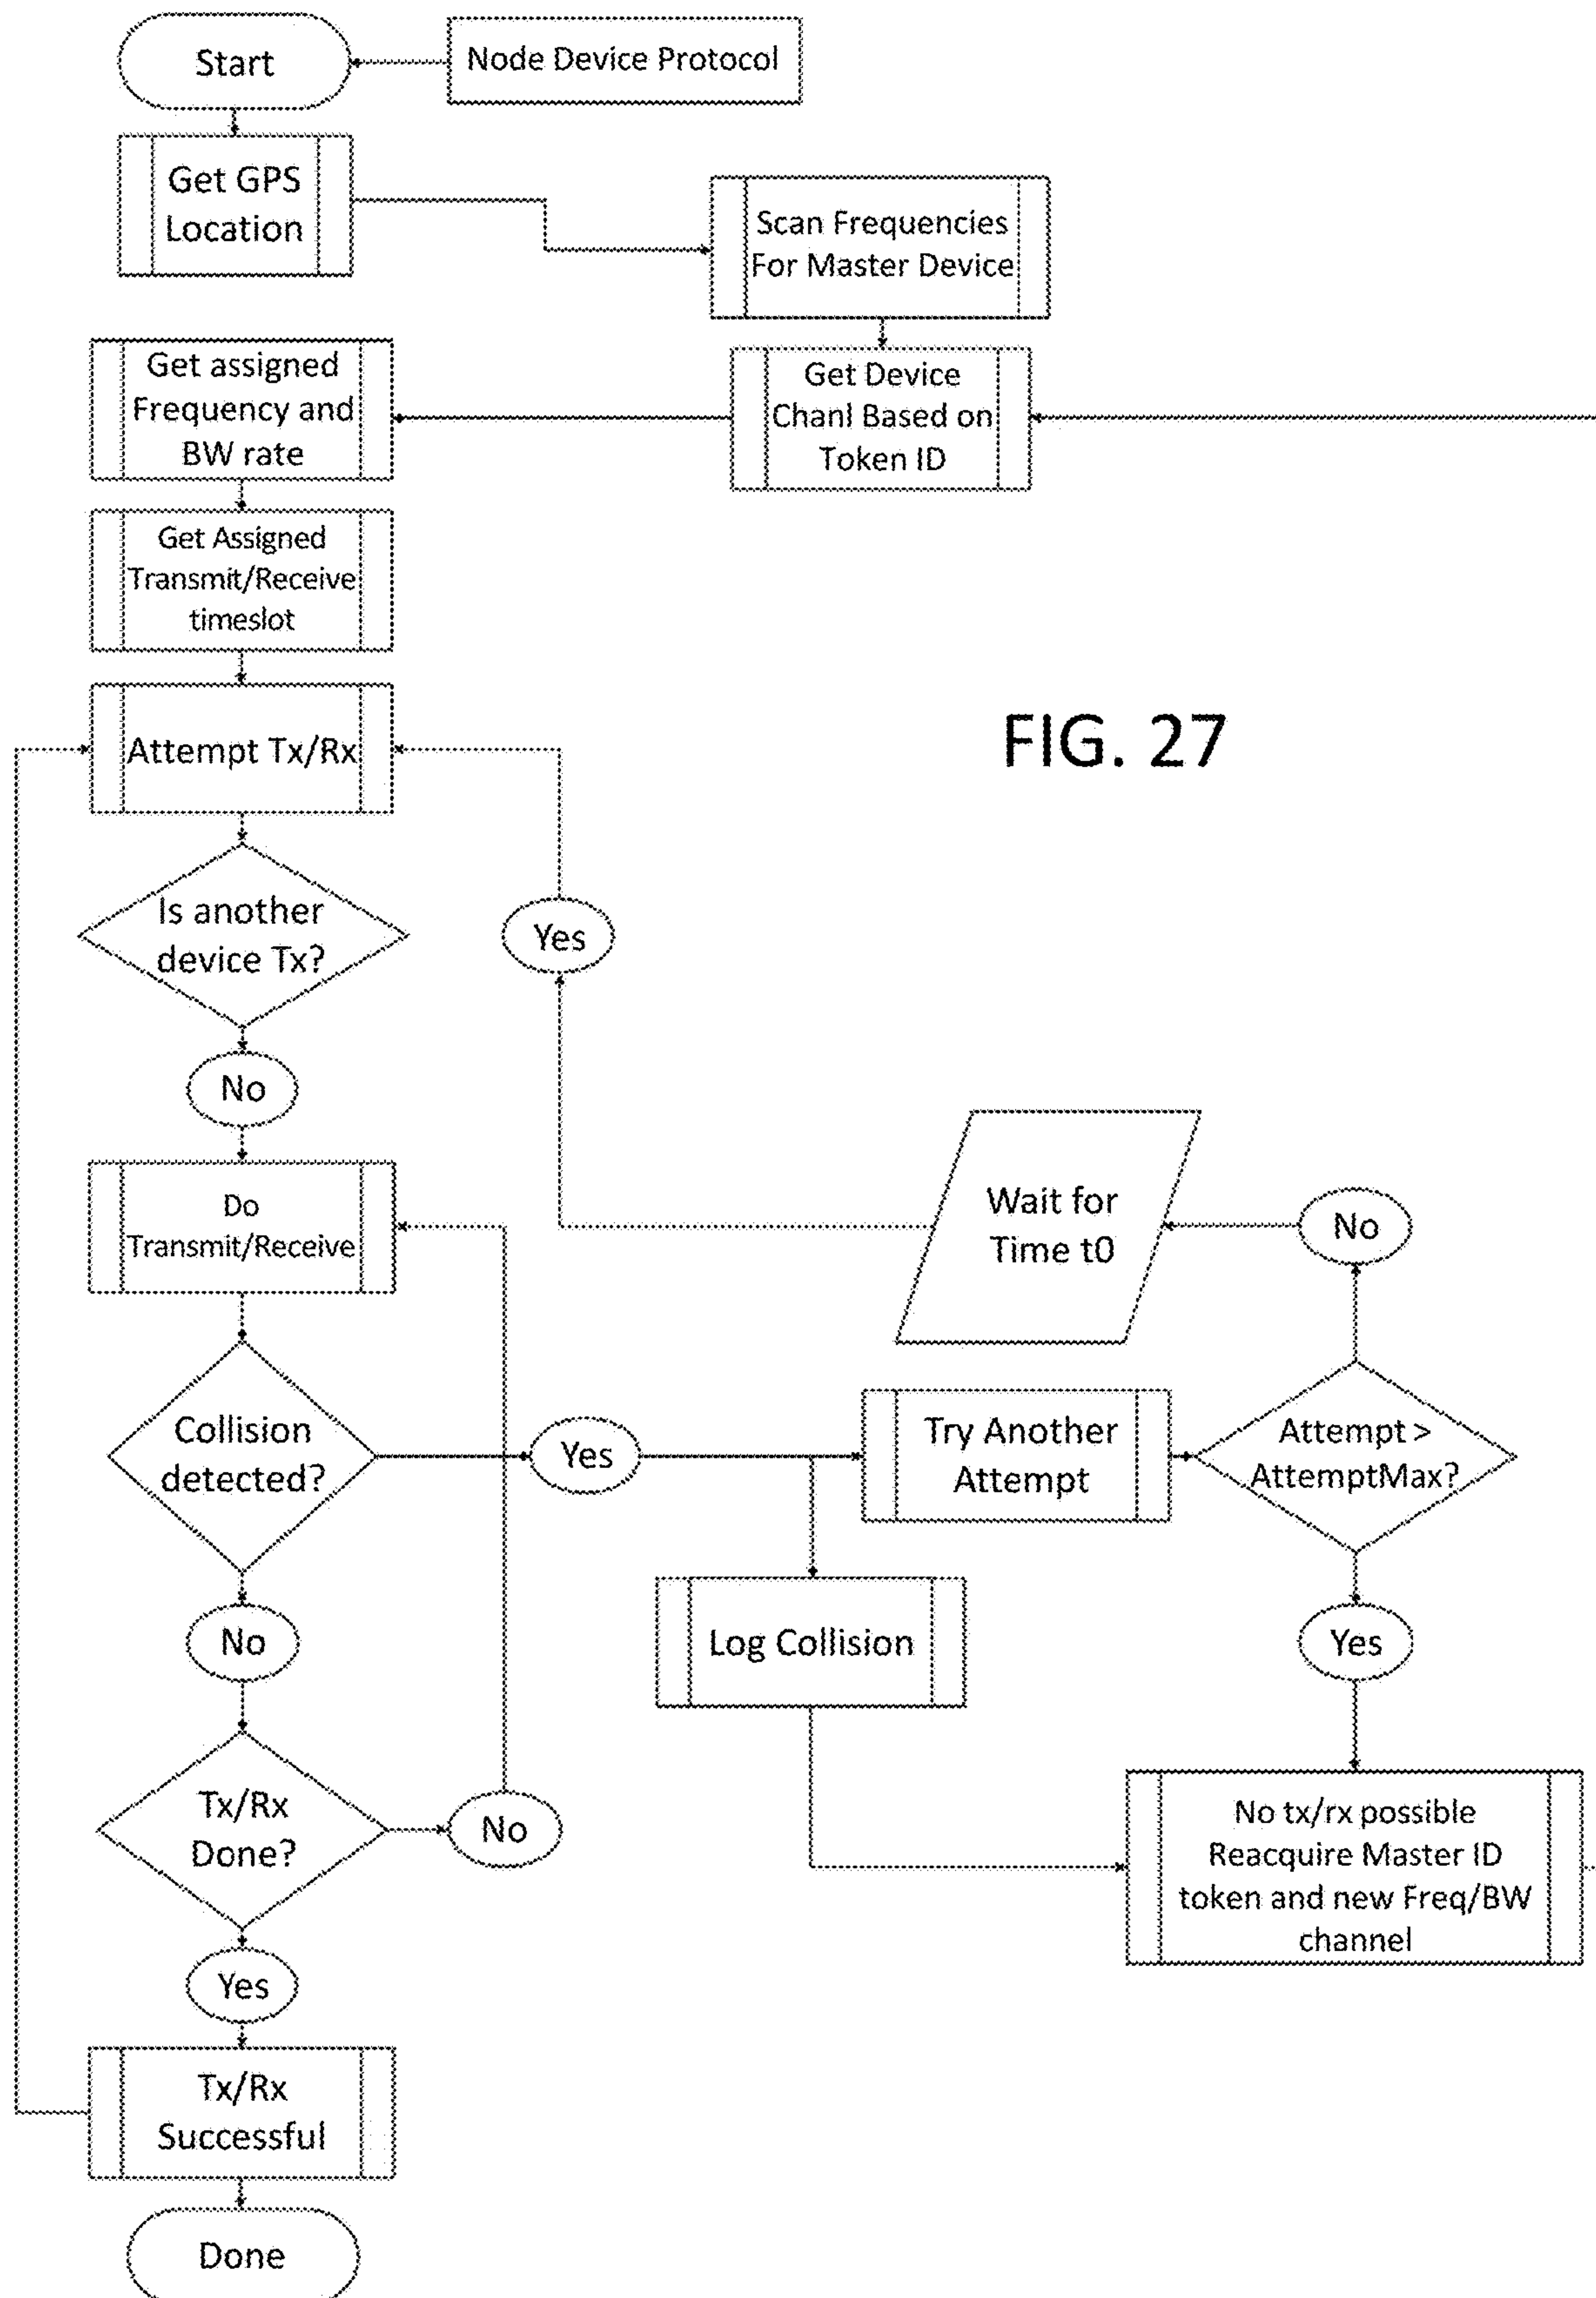 Start
Node Device Protocol
Get GPS
Location
Scan Frequencies
For Master Device
Get assigned
Frequency and
BW rate
Get Device
Chanl Based on
Token ID
Get Assigned
Transmit/Receive
timeslot
FIG. 27
Attempt Tx/Rx
Is another
device Tx?
Yes
No
Do
Transmit/Receive
Wait for
Time t0
No
Collision
detected?
Yes
Try Another
Attempt
Attempt >
AttemptMax?
No
Log Collision
Yes
Tx/Rx
Done?
No
No tx/rx possible
Reacquire Master ID
token and new Freq/BW
channel
Yes
Tx/Rx
Successful
Done